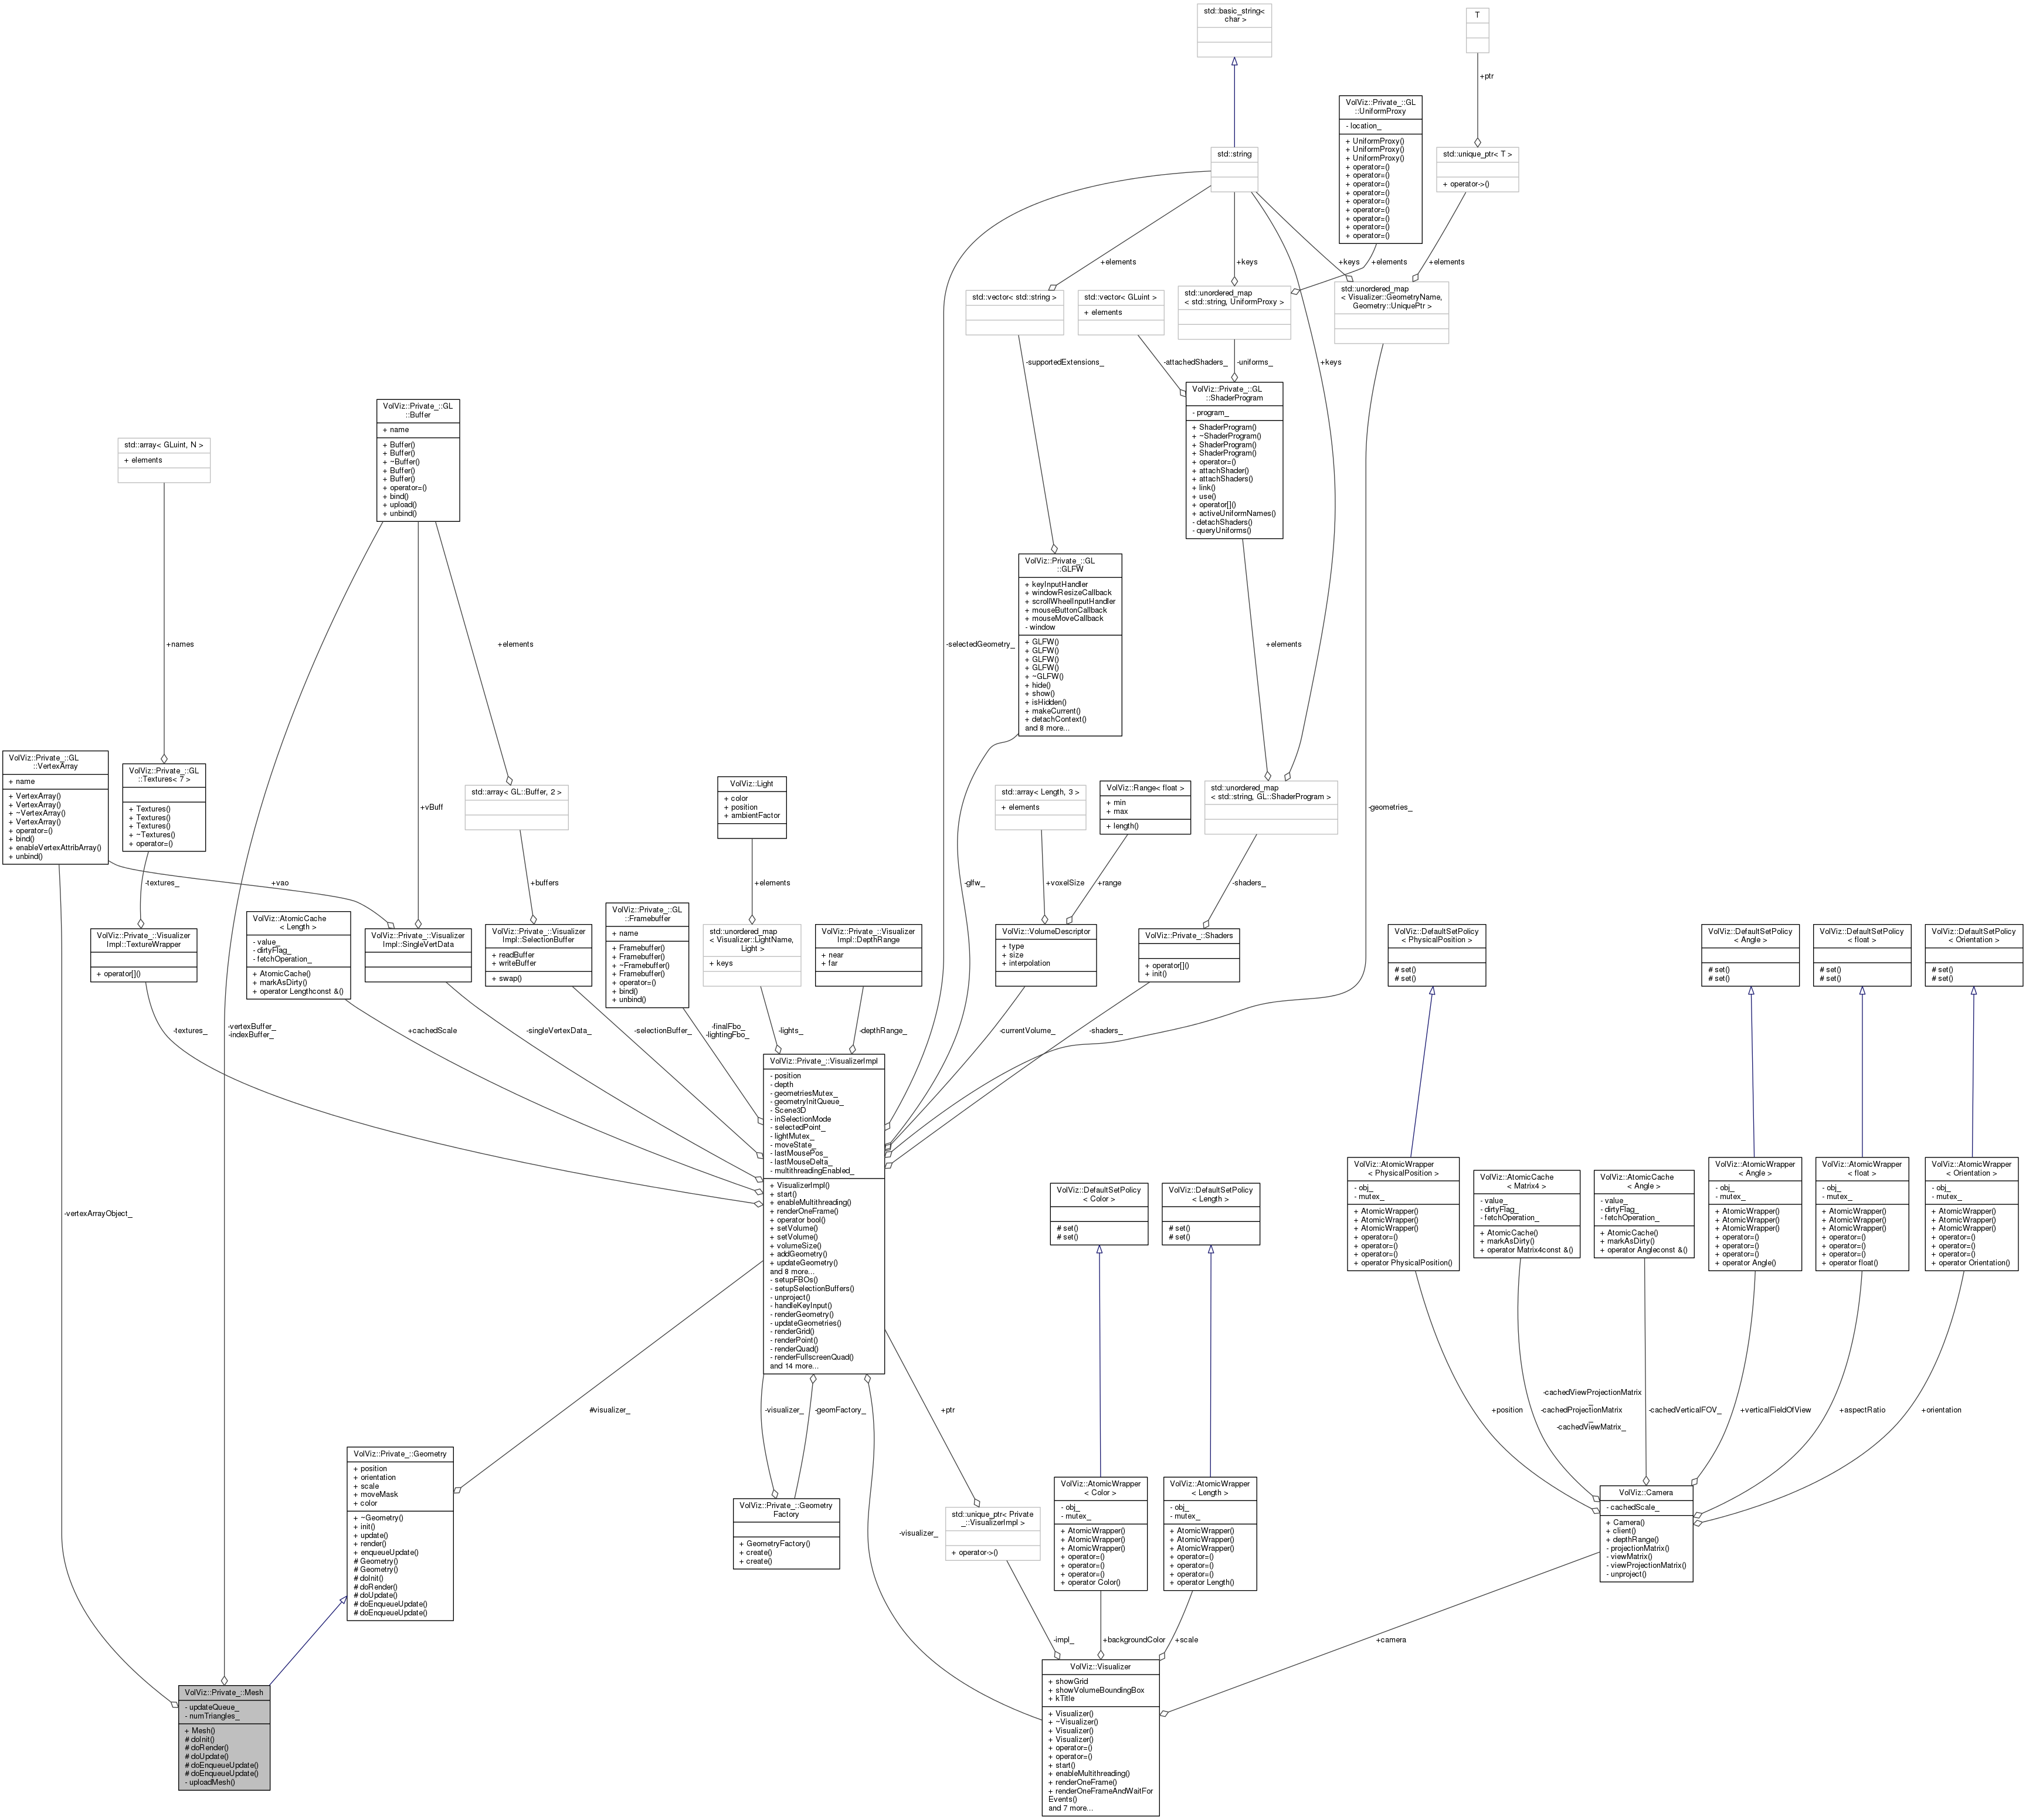 std::basic_string<
char >
T
+ptr
VolViz::Private_::GL
::UniformProxy
- location_
+ UniformProxy()
+ UniformProxy()
+ UniformProxy()
+ operator=()
+ operator=()
+ operator=()
+ operator=()
+ operator=()
+ operator=()
+ operator=()
+ operator=()
+ operator=()
std::string
std::unique_ptr< T >
+ operator->()
+elements
+keys
+elements
+keys
+elements
std::vector< std::string >
std::vector< GLuint >
+ elements
std::unordered_map
< std::string, UniformProxy >
std::unordered_map
< Visualizer::GeometryName,
Geometry::UniquePtr >
-supportedExtensions_
-attachedShaders_
-uniforms_
+keys
VolViz::Private_::GL
::ShaderProgram
- program_
+ ShaderProgram()
+ ~ShaderProgram()
+ ShaderProgram()
+ ShaderProgram()
+ operator=()
+ attachShader()
+ attachShaders()
+ link()
+ use()
+ operator[]()
+ activeUniformNames()
- detachShaders()
- queryUniforms()
VolViz::Private_::GL
::Buffer
+ name
+ Buffer()
+ Buffer()
+ ~Buffer()
+ Buffer()
+ Buffer()
+ operator=()
+ bind()
+ upload()
+ unbind()
std::array< GLuint, N >
+ elements
VolViz::Private_::GL
::GLFW
+ keyInputHandler
+ windowResizeCallback
+ scrollWheelInputHandler
+ mouseButtonCallback
+ mouseMoveCallback
- window
+ GLFW()
+ GLFW()
+ GLFW()
+ GLFW()
+ ~GLFW()
+ hide()
+ show()
+ isHidden()
+ makeCurrent()
+ detachContext()
and 8 more...
+names
+elements
-selectedGeometry_
+elements
VolViz::Private_::GL
::VertexArray
+ name
+ VertexArray()
+ VertexArray()
+ ~VertexArray()
+ VertexArray()
+ operator=()
+ bind()
+ enableVertexAttribArray()
+ unbind()
VolViz::Private_::GL
::Textures< 7 >
+ Textures()
+ Textures()
+ Textures()
+ ~Textures()
+ operator=()
+vBuff
std::array< GL::Buffer, 2 >
VolViz::Light
+ color
+ position
+ ambientFactor
std::array< Length, 3 >
+ elements
VolViz::Range< float >
+ min
+ max
+ length()
std::unordered_map
< std::string, GL::ShaderProgram >
-geometries_
-textures_
+vao
+buffers
+elements
-glfw_
+voxelSize
+range
-shaders_
VolViz::Private_::Visualizer
Impl::TextureWrapper
+ operator[]()
VolViz::AtomicCache
< Length >
- value_
- dirtyFlag_
- fetchOperation_
+ AtomicCache()
+ markAsDirty()
+ operator Lengthconst &()
VolViz::Private_::Visualizer
Impl::SingleVertData
VolViz::Private_::Visualizer
Impl::SelectionBuffer
+ readBuffer
+ writeBuffer
+ swap()
VolViz::Private_::GL
::Framebuffer
+ name
+ Framebuffer()
+ Framebuffer()
+ ~Framebuffer()
+ Framebuffer()
+ operator=()
+ bind()
+ unbind()
std::unordered_map
< Visualizer::LightName,
Light >
+ keys
VolViz::Private_::Visualizer
Impl::DepthRange
+ near
+ far
VolViz::VolumeDescriptor
+ type
+ size
+ interpolation
VolViz::Private_::Shaders
+ operator[]()
+ init()
VolViz::DefaultSetPolicy
< PhysicalPosition >
# set()
# set()
VolViz::DefaultSetPolicy
< Angle >
# set()
# set()
VolViz::DefaultSetPolicy
< float >
# set()
# set()
VolViz::DefaultSetPolicy
< Orientation >
# set()
# set()
-textures_
-vertexBuffer_
-indexBuffer_
+cachedScale
-singleVertexData_
-selectionBuffer_
-finalFbo_
-lightingFbo_
-lights_
-depthRange_
-currentVolume_
-shaders_
VolViz::Private_::VisualizerImpl
- position
- depth
- geometriesMutex_
- geometryInitQueue_
- Scene3D
- inSelectionMode
- selectedPoint_
- lightMutex_
- moveState_
- lastMousePos_
- lastMouseDelta_
- multithreadingEnabled_
+ VisualizerImpl()
+ start()
+ enableMultithreading()
+ renderOneFrame()
+ operator bool()
+ setVolume()
+ setVolume()
+ volumeSize()
+ addGeometry()
+ updateGeometry()
and 8 more...
- setupFBOs()
- setupSelectionBuffers()
- unproject()
- handleKeyInput()
- renderGeometry()
- updateGeometries()
- renderGrid()
- renderPoint()
- renderQuad()
- renderFullscreenQuad()
and 14 more...
-vertexArrayObject_
VolViz::DefaultSetPolicy
< Color >
# set()
# set()
VolViz::DefaultSetPolicy
< Length >
# set()
# set()
VolViz::AtomicWrapper
< PhysicalPosition >
- obj_
- mutex_
+ AtomicWrapper()
+ AtomicWrapper()
+ AtomicWrapper()
+ operator=()
+ operator=()
+ operator=()
+ operator PhysicalPosition()
VolViz::AtomicCache
< Matrix4 >
- value_
- dirtyFlag_
- fetchOperation_
+ AtomicCache()
+ markAsDirty()
+ operator Matrix4const &()
VolViz::AtomicCache
< Angle >
- value_
- dirtyFlag_
- fetchOperation_
+ AtomicCache()
+ markAsDirty()
+ operator Angleconst &()
VolViz::AtomicWrapper
< Angle >
- obj_
- mutex_
+ AtomicWrapper()
+ AtomicWrapper()
+ AtomicWrapper()
+ operator=()
+ operator=()
+ operator=()
+ operator Angle()
VolViz::AtomicWrapper
< float >
- obj_
- mutex_
+ AtomicWrapper()
+ AtomicWrapper()
+ AtomicWrapper()
+ operator=()
+ operator=()
+ operator=()
+ operator float()
VolViz::AtomicWrapper
< Orientation >
- obj_
- mutex_
+ AtomicWrapper()
+ AtomicWrapper()
+ AtomicWrapper()
+ operator=()
+ operator=()
+ operator=()
+ operator Orientation()
#visualizer_
-visualizer_
-geomFactory_
+ptr
+position
-cachedViewProjectionMatrix
_
-cachedProjectionMatrix
_
-cachedViewMatrix_
-cachedVerticalFOV_
+verticalFieldOfView
+aspectRatio
+orientation
VolViz::Private_::Geometry
+ position
+ orientation
+ scale
+ moveMask
+ color
+ ~Geometry()
+ init()
+ update()
+ render()
+ enqueueUpdate()
# Geometry()
# Geometry()
# doInit()
# doRender()
# doUpdate()
# doEnqueueUpdate()
# doEnqueueUpdate()
VolViz::Private_::Geometry
Factory
+ GeometryFactory()
+ create()
+ create()
-visualizer_
std::unique_ptr< Private
_::VisualizerImpl >
+ operator->()
VolViz::AtomicWrapper
< Color >
- obj_
- mutex_
+ AtomicWrapper()
+ AtomicWrapper()
+ AtomicWrapper()
+ operator=()
+ operator=()
+ operator=()
+ operator Color()
VolViz::AtomicWrapper
< Length >
- obj_
- mutex_
+ AtomicWrapper()
+ AtomicWrapper()
+ AtomicWrapper()
+ operator=()
+ operator=()
+ operator=()
+ operator Length()
VolViz::Camera
- cachedScale_
+ Camera()
+ client()
+ depthRange()
- projectionMatrix()
- viewMatrix()
- viewProjectionMatrix()
- unproject()
-impl_
+backgroundColor
+scale
+camera
VolViz::Private_::Mesh
- updateQueue_
- numTriangles_
+ Mesh()
# doInit()
# doRender()
# doUpdate()
# doEnqueueUpdate()
# doEnqueueUpdate()
- uploadMesh()
VolViz::Visualizer
+ showGrid
+ showVolumeBoundingBox
+ kTitle
+ Visualizer()
+ ~Visualizer()
+ Visualizer()
+ Visualizer()
+ operator=()
+ operator=()
+ start()
+ enableMultithreading()
+ renderOneFrame()
+ renderOneFrameAndWaitFor
Events()
and 7 more...